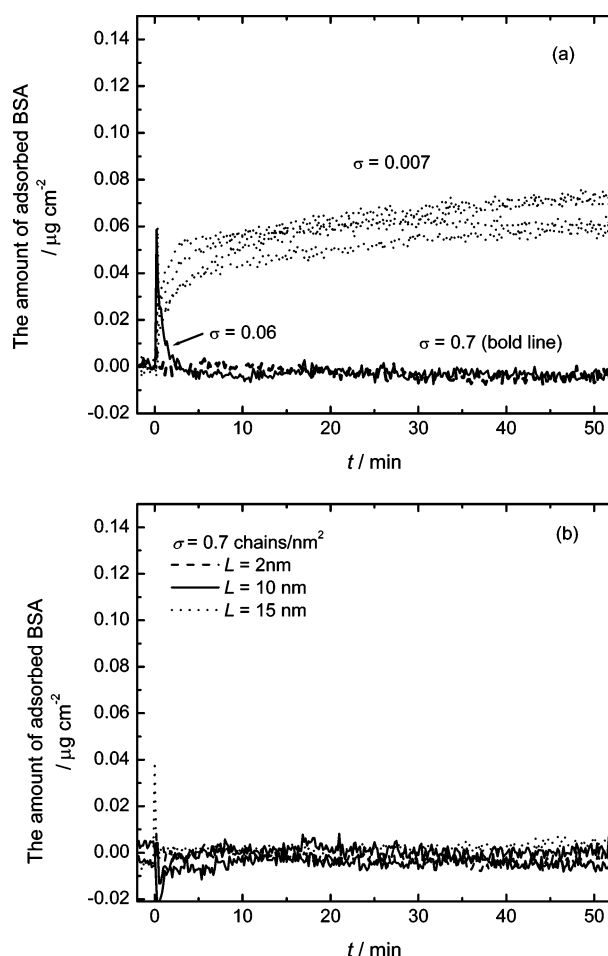 (a)
0.14
0.12
0.10
0.08
0.06
0.04
0.02
0.00
-0.02
The amount of adsorbed BSA
/ μg cm⁻²
σ = 0.007
σ = 0.06
σ = 0.7 (bold line)
0 10 20 30 40 50
t / min
(b)
0.14
0.12
0.10
0.08
0.06
0.04
0.02
0.00
-0.02
The amount of adsorbed BSA
/ μg cm⁻²
σ = 0.7 chains/nm²
L = 2nm
L = 10 nm
L = 15 nm
0 10 20 30 40 50
t / min